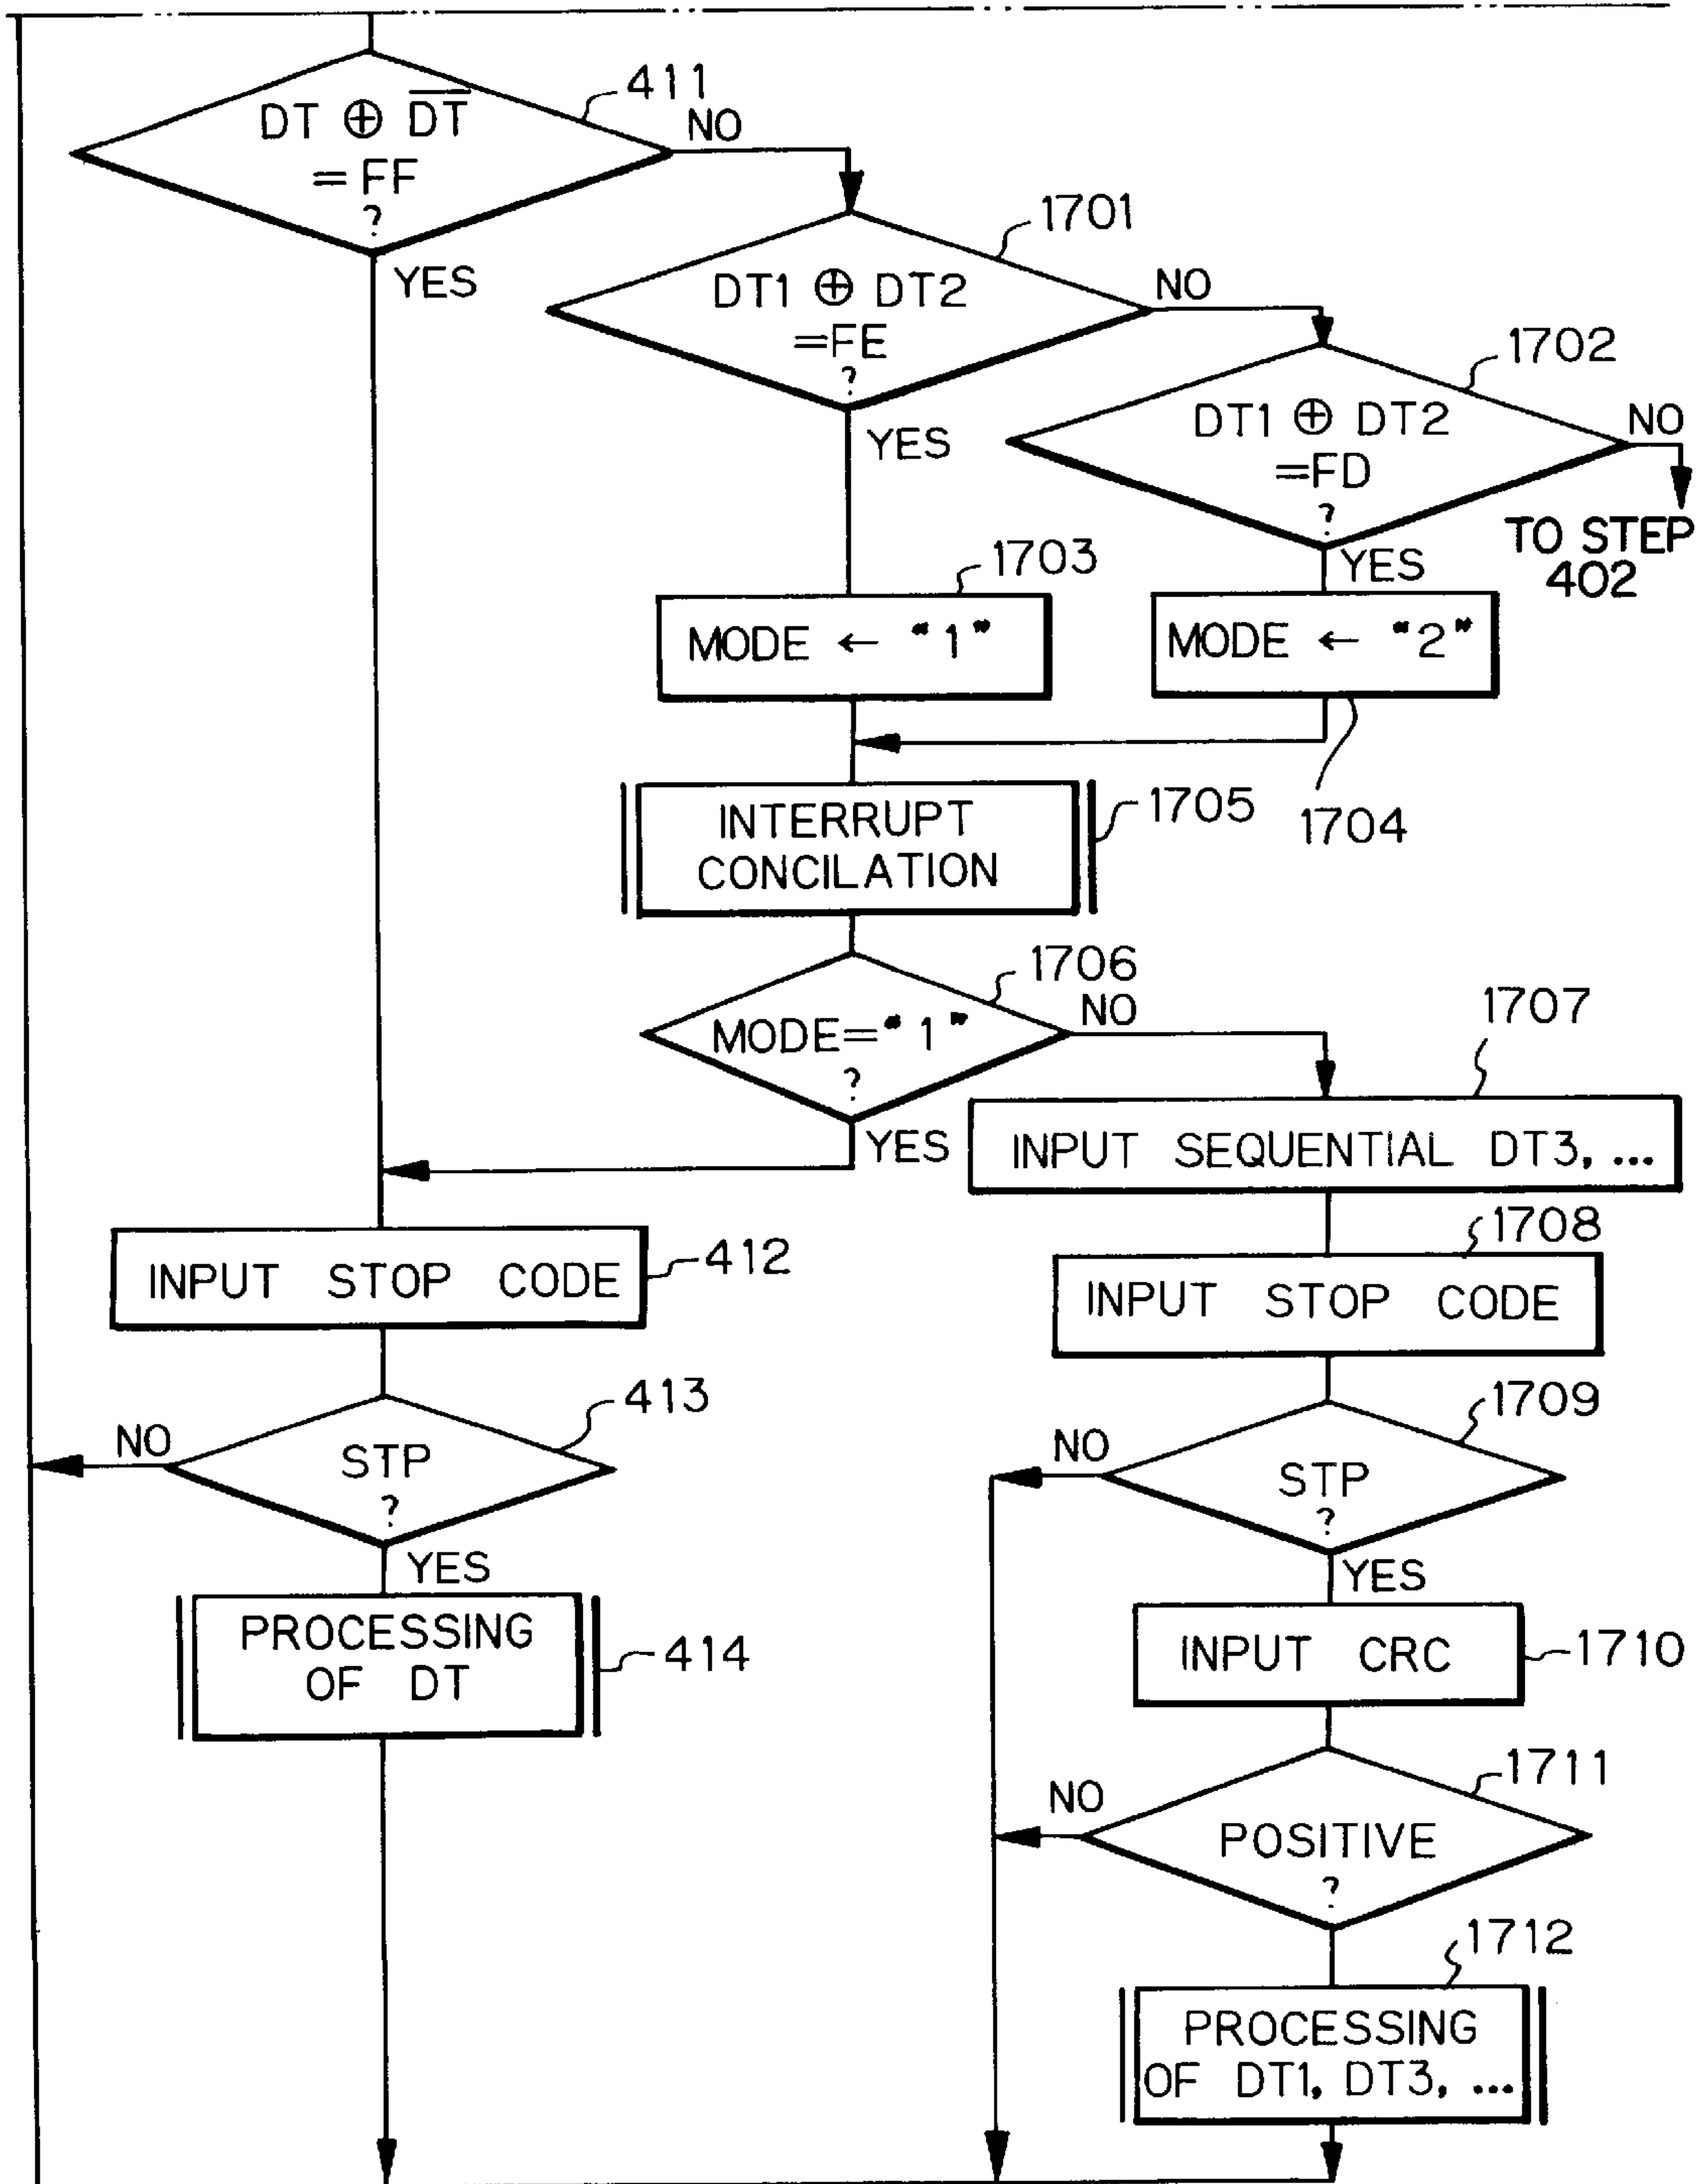 DT ⊕ D̅T̅
= FF
?
411
NO
YES
1701
DT1 ⊕ DT2
=FE
?
NO
YES
1702
DT1 ⊕ DT2
=FD
?
NO
TO STEP
402
YES
1703
MODE ← "1"
MODE ← "2"
1704
INTERRUPT
CONCILATION
1705
1706
MODE="1"
?
NO
YES
1707
INPUT SEQUENTIAL DT3, ...
INPUT STOP CODE
412
1708
INPUT STOP CODE
413
STP
?
NO
YES
1709
STP
?
NO
YES
PROCESSING
OF DT
414
INPUT CRC
1710
1711
POSITIVE
?
NO
1712
PROCESSING
OF DT1, DT3, ...